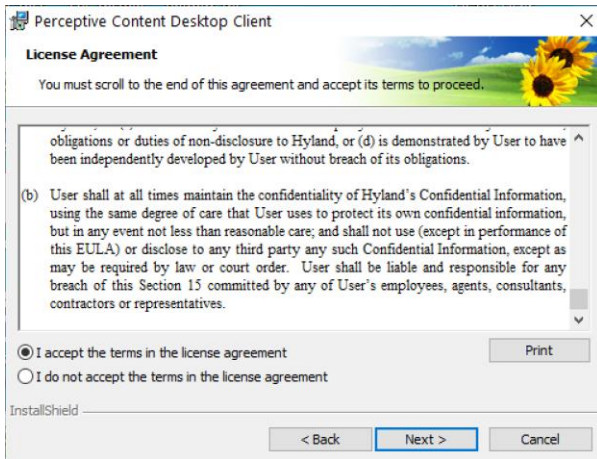 Perceptive Content Desktop Client
License Agreement
You must scroll to the end of this agreement and accept its terms to proceed.
obligations or duties of non-disclosure to Hyland, or (d) is demonstrated by User to have
been independently developed by User without breach of its obligations.
(b) User shall at all times maintain the confidentiality of Hyland's Confidential Information,
using the same degree of care that User uses to protect its own confidential information,
but in any event not less than reasonable care; and shall not use (except in performance of
this EULA) or disclose to any third party any such Confidential Information, except as
may be required by law or court order. User shall be liable and responsible for any
breach of this Section 15 committed by any of User's employees, agents, consultants,
contractors or representatives.
I accept the terms in the license agreement
Print
I do not accept the terms in the license agreement
InstallShield
< Back
Next >
Cancel